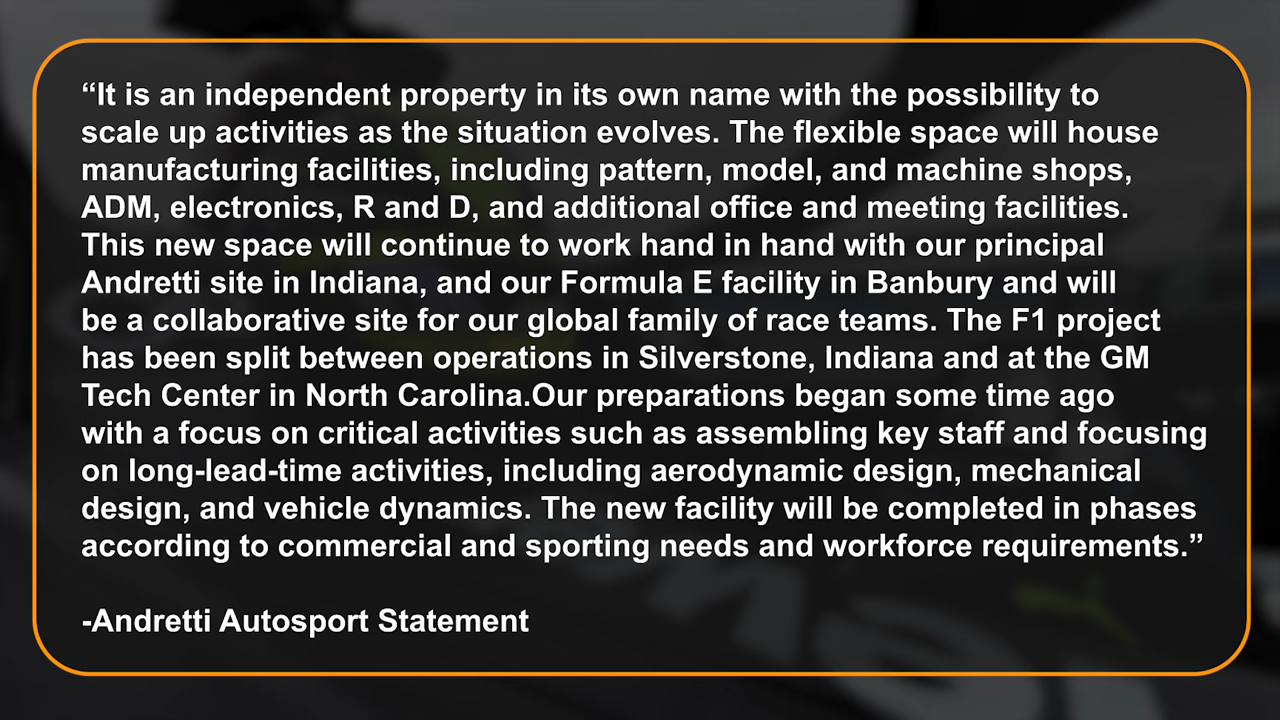 “It is an independent property in its own name with the possibility to
scale up activities as the situation evolves. The flexible space will house
manufacturing facilities, including pattern, model, and machine shops,
ADM, electronics, R and D, and additional office and meeting facilities.
This new space will continue to work hand in hand with our principal
Andretti site in Indiana, and our Formula E facility in Banbury and will
be a collaborative site for our global family of race teams. The F1 project
has been split between operations in Silverstone, Indiana and at the GM
Tech Center in North Carolina.Our preparations began some time ago
with a focus on critical activities such as assembling key staff and focusing
on long-lead-time activities, including aerodynamic design, mechanical
design, and vehicle dynamics. The new facility will be completed in phases
according to commercial and sporting needs and workforce requirements.”
-Andretti Autosport Statement